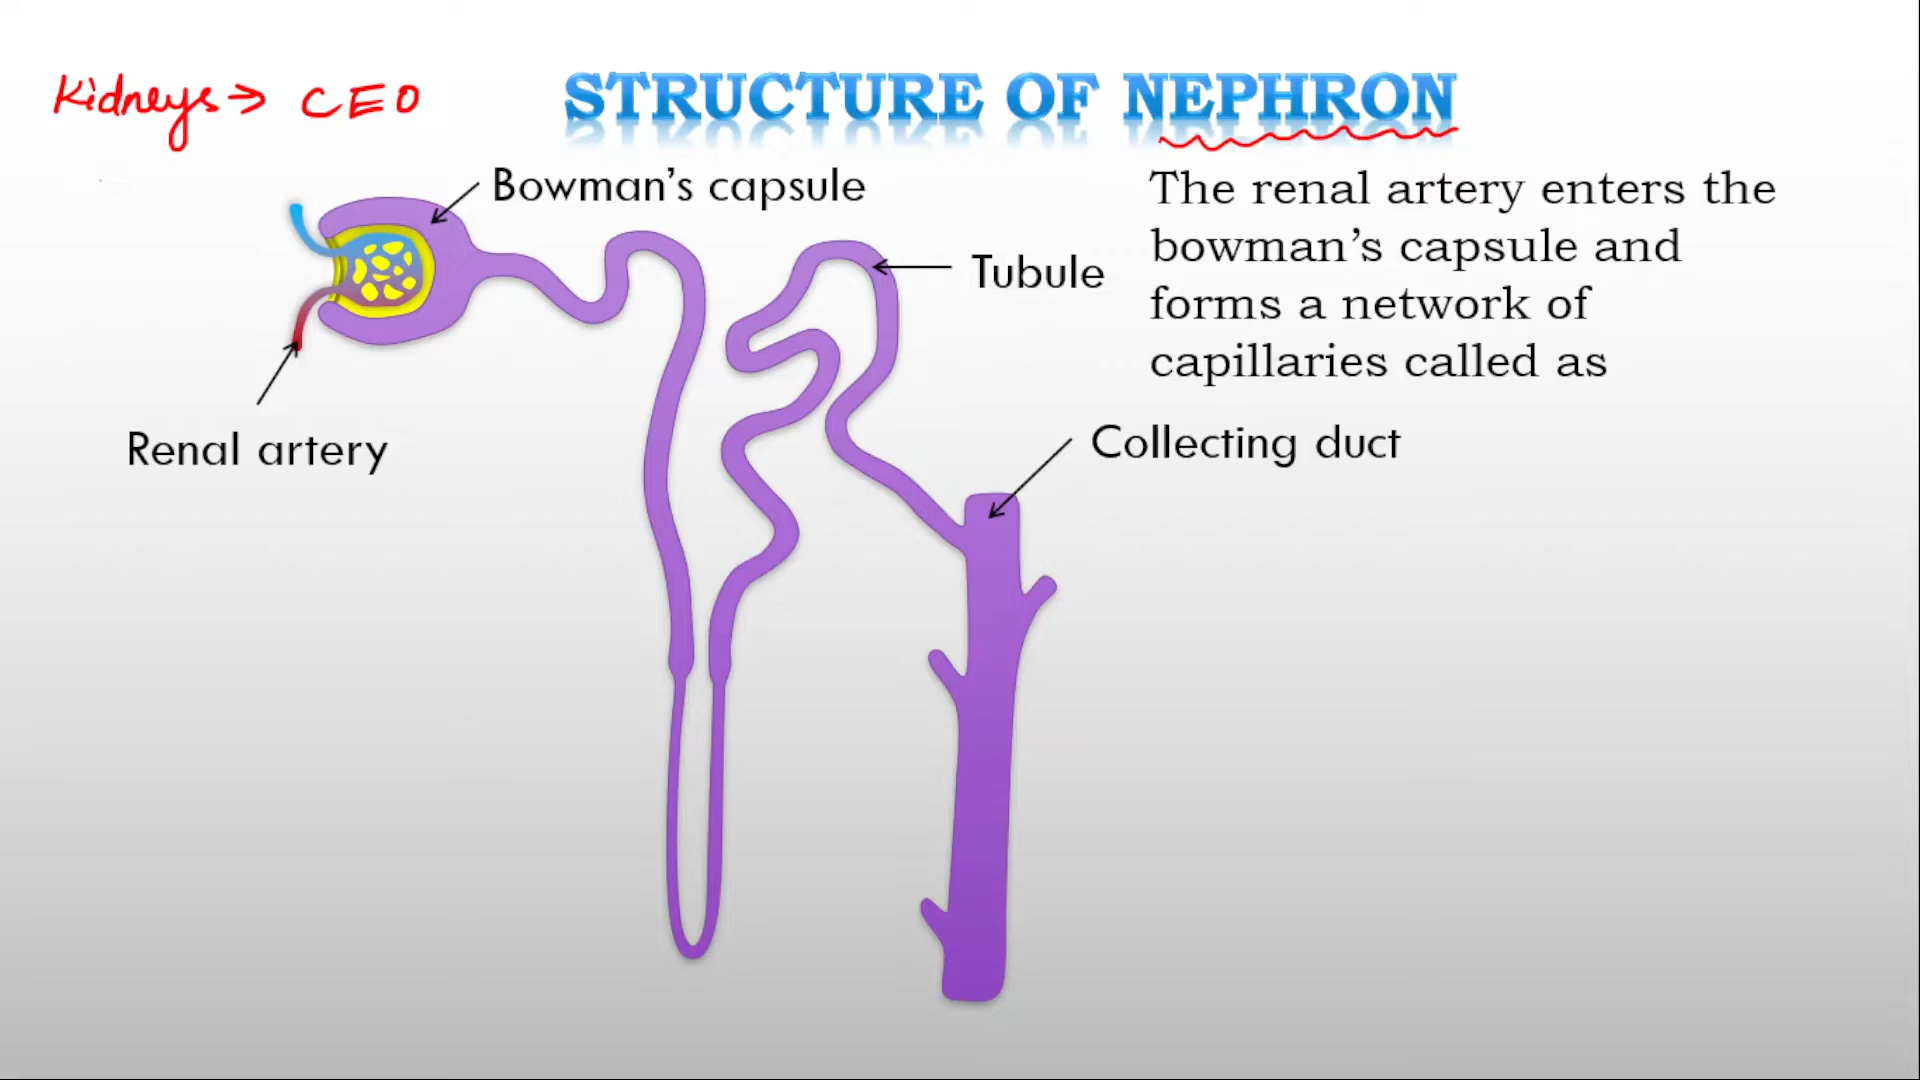 Kidneys → CEO
STRUCTURE OF NEPHRON
Bowman's capsule
The renal artery enters the
bowman's capsule and
forms a network of
capillaries called as
Tubule
Renal artery
Collecting duct